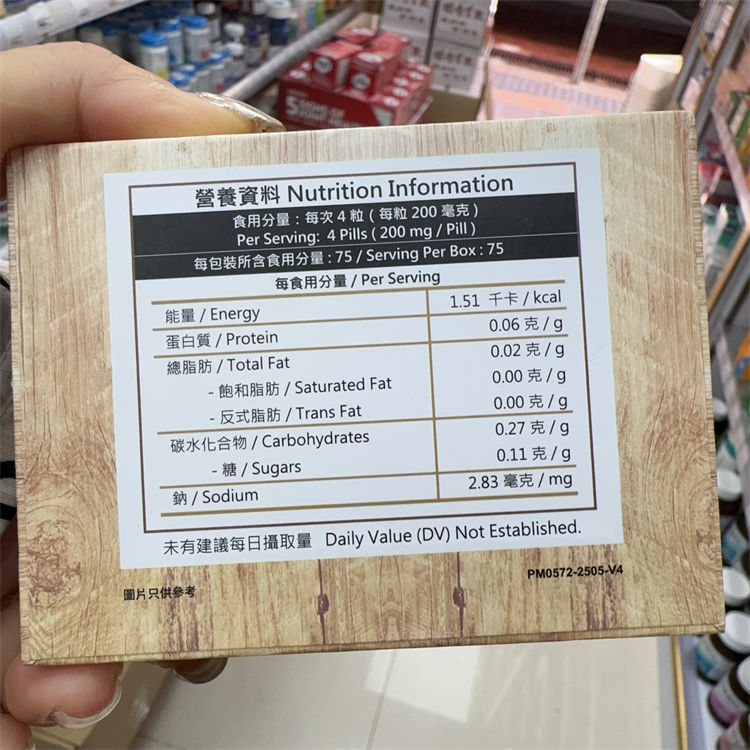 營養資料 Nutrition Information
食用分量：每次 4 粒 ( 每粒 200 毫克 )
Per Serving: 4 Pills ( 200 mg / Pill )
每包裝所含食用分量 : 75 / Serving Per Box : 75
每食用分量 / Per Serving
能量 / Energy 1.51 千卡 / kcal
蛋白質 / Protein 0.06 克 / g
總脂肪 / Total Fat 0.02 克 / g
- 飽和脂肪 / Saturated Fat 0.00 克 / g
- 反式脂肪 / Trans Fat 0.00 克 / g
碳水化合物 / Carbohydrates 0.27 克 / g
- 糖 / Sugars 0.11 克 / g
鈉 / Sodium 2.83 毫克 / mg
未有建議每日攝取量 Daily Value (DV) Not Established.
PM0572-2505-V4
圖片只供參考